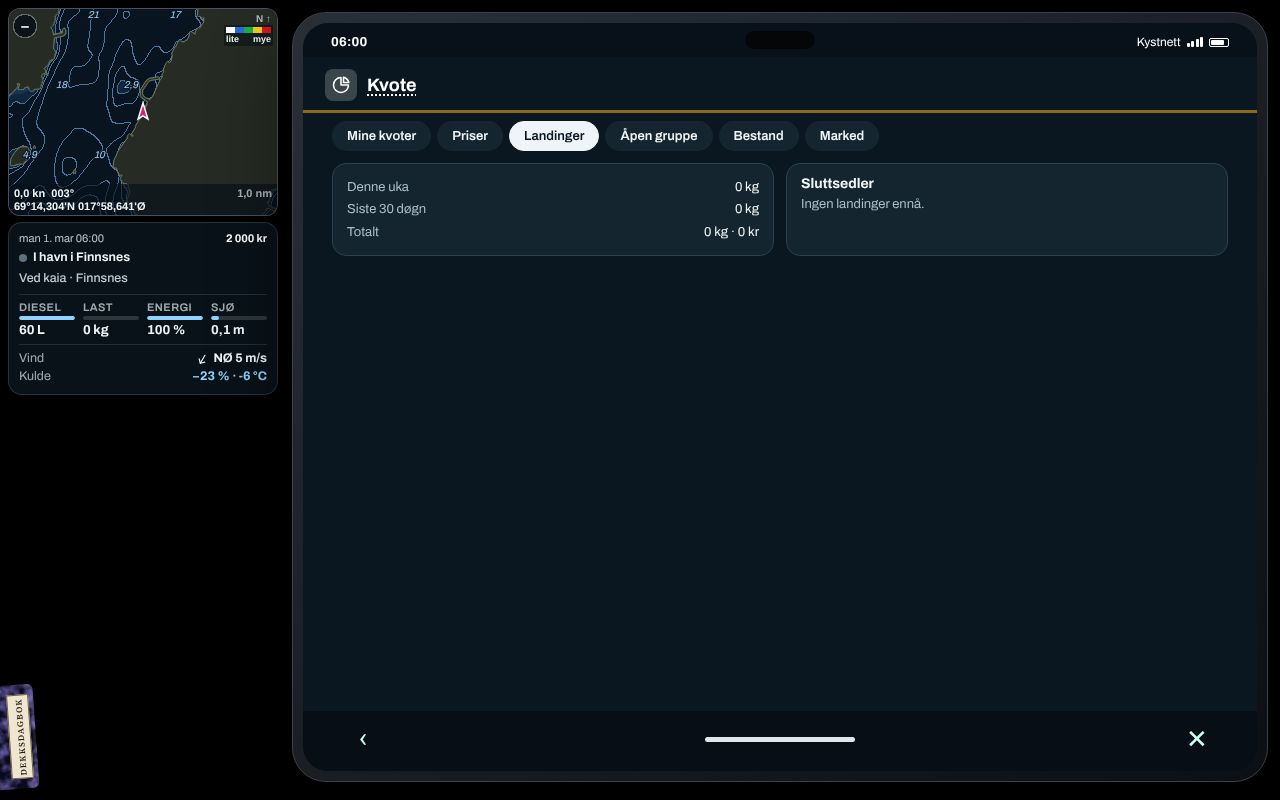 N ↑
lite mye
21
17
18
2,9
4,9
10
0,0 kn 003°
1,0 nm
69°14,304'N 017°58,641'Ø
man 1. mar 06:00
2 000 kr
I havn i Finnsnes
Ved kaia · Finnsnes
DIESEL LAST ENERGI SJØ
60 L 0 kg 100 % 0,1 m
Vind ↙ NØ 5 m/s
Kulde −23 % · -6 °C
DEKKSDAGBOK
06:00
Kystnett
Kvote
Mine kvoter Priser Landinger Åpen gruppe Bestand Marked
Denne uka 0 kg
Siste 30 døgn 0 kg
Totalt 0 kg · 0 kr
Sluttsedler
Ingen landinger ennå.